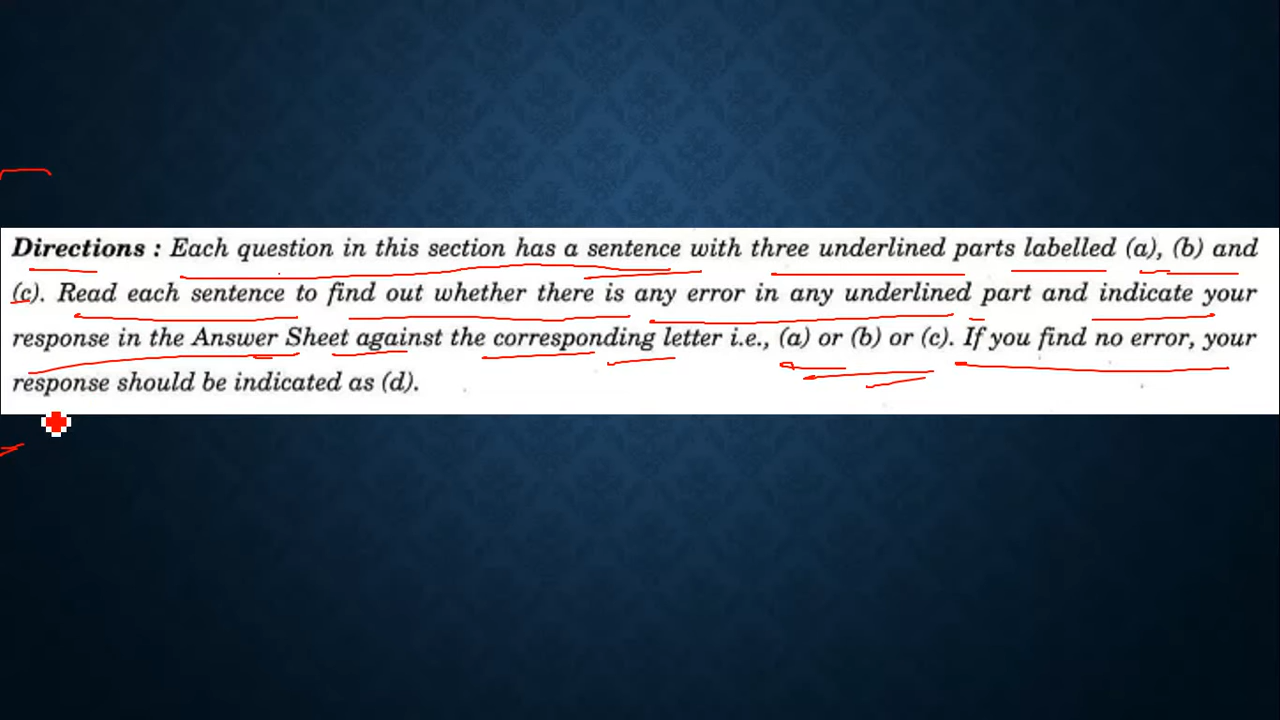 Directions : Each question in this section has a sentence with three underlined parts labelled (a), (b) and
(c). Read each sentence to find out whether there is any error in any underlined part and indicate your
response in the Answer Sheet against the corresponding letter i.e., (a) or (b) or (c). If you find no error, your
response should be indicated as (d).